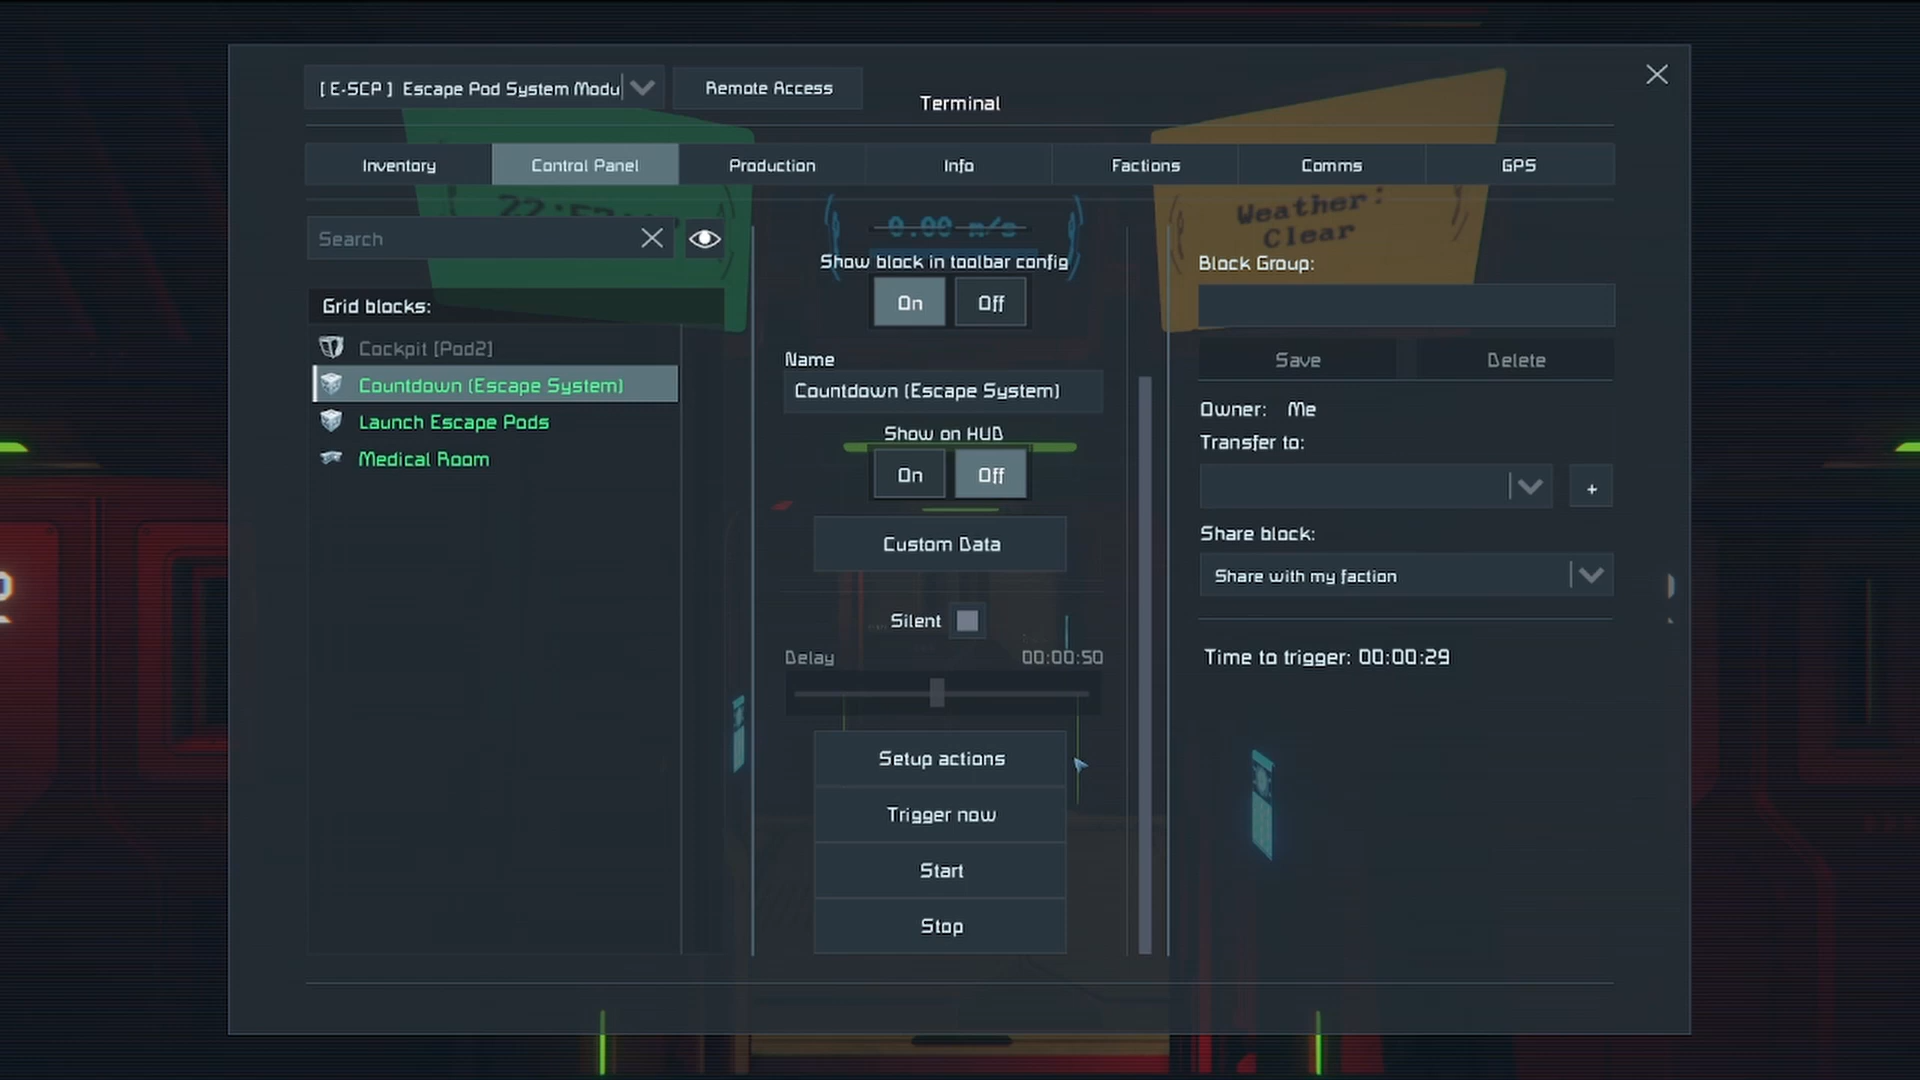 [ E-SCP ] Escape Pod System Modu
Remote Access
Terminal
Inventory
Control Panel
Production
Info
Factions
Comms
GPS
Search
Grid blocks:
Cockpit [Pod2]
Countdown (Escape System)
Launch Escape Pods
Medical Room
0.00 m/s
Show block in toolbar config
On
Off
Name
Countdown (Escape System)
Show on HUD
On
Off
Custom Data
Silent
Delay
00:00:50
Setup actions
Trigger now
Start
Stop
Weather:
Clear
Block Group:
Save
Delete
Owner: Me
Transfer to:
+
Share block:
Share with my faction
Time to trigger: 00:00:29